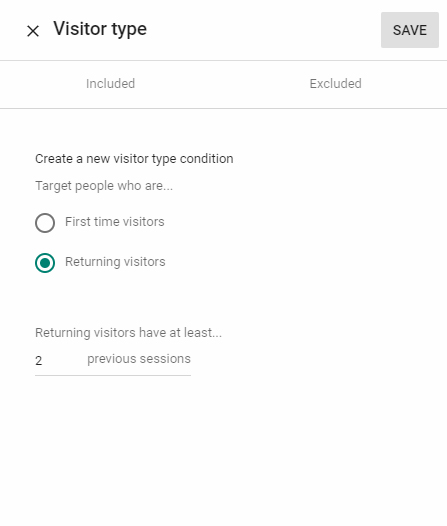 Visitor type
SAVE
Included
Excluded
Create a new visitor type condition
Target people who are...
First time visitors
Returning visitors
Returning visitors have at least...
2 previous sessions